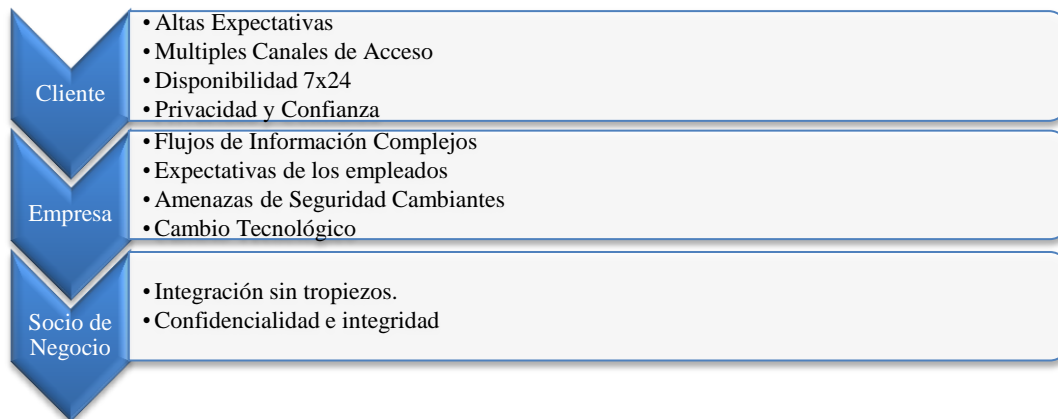 Cliente
• Altas Expectativas
• Multiples Canales de Acceso
• Disponibilidad 7x24
• Privacidad y Confianza
Empresa
• Flujos de Información Complejos
• Expectativas de los empleados
• Amenazas de Seguridad Cambiantes
• Cambio Tecnológico
Socio de
Negocio
• Integración sin tropiezos.
• Confidencialidad e integridad